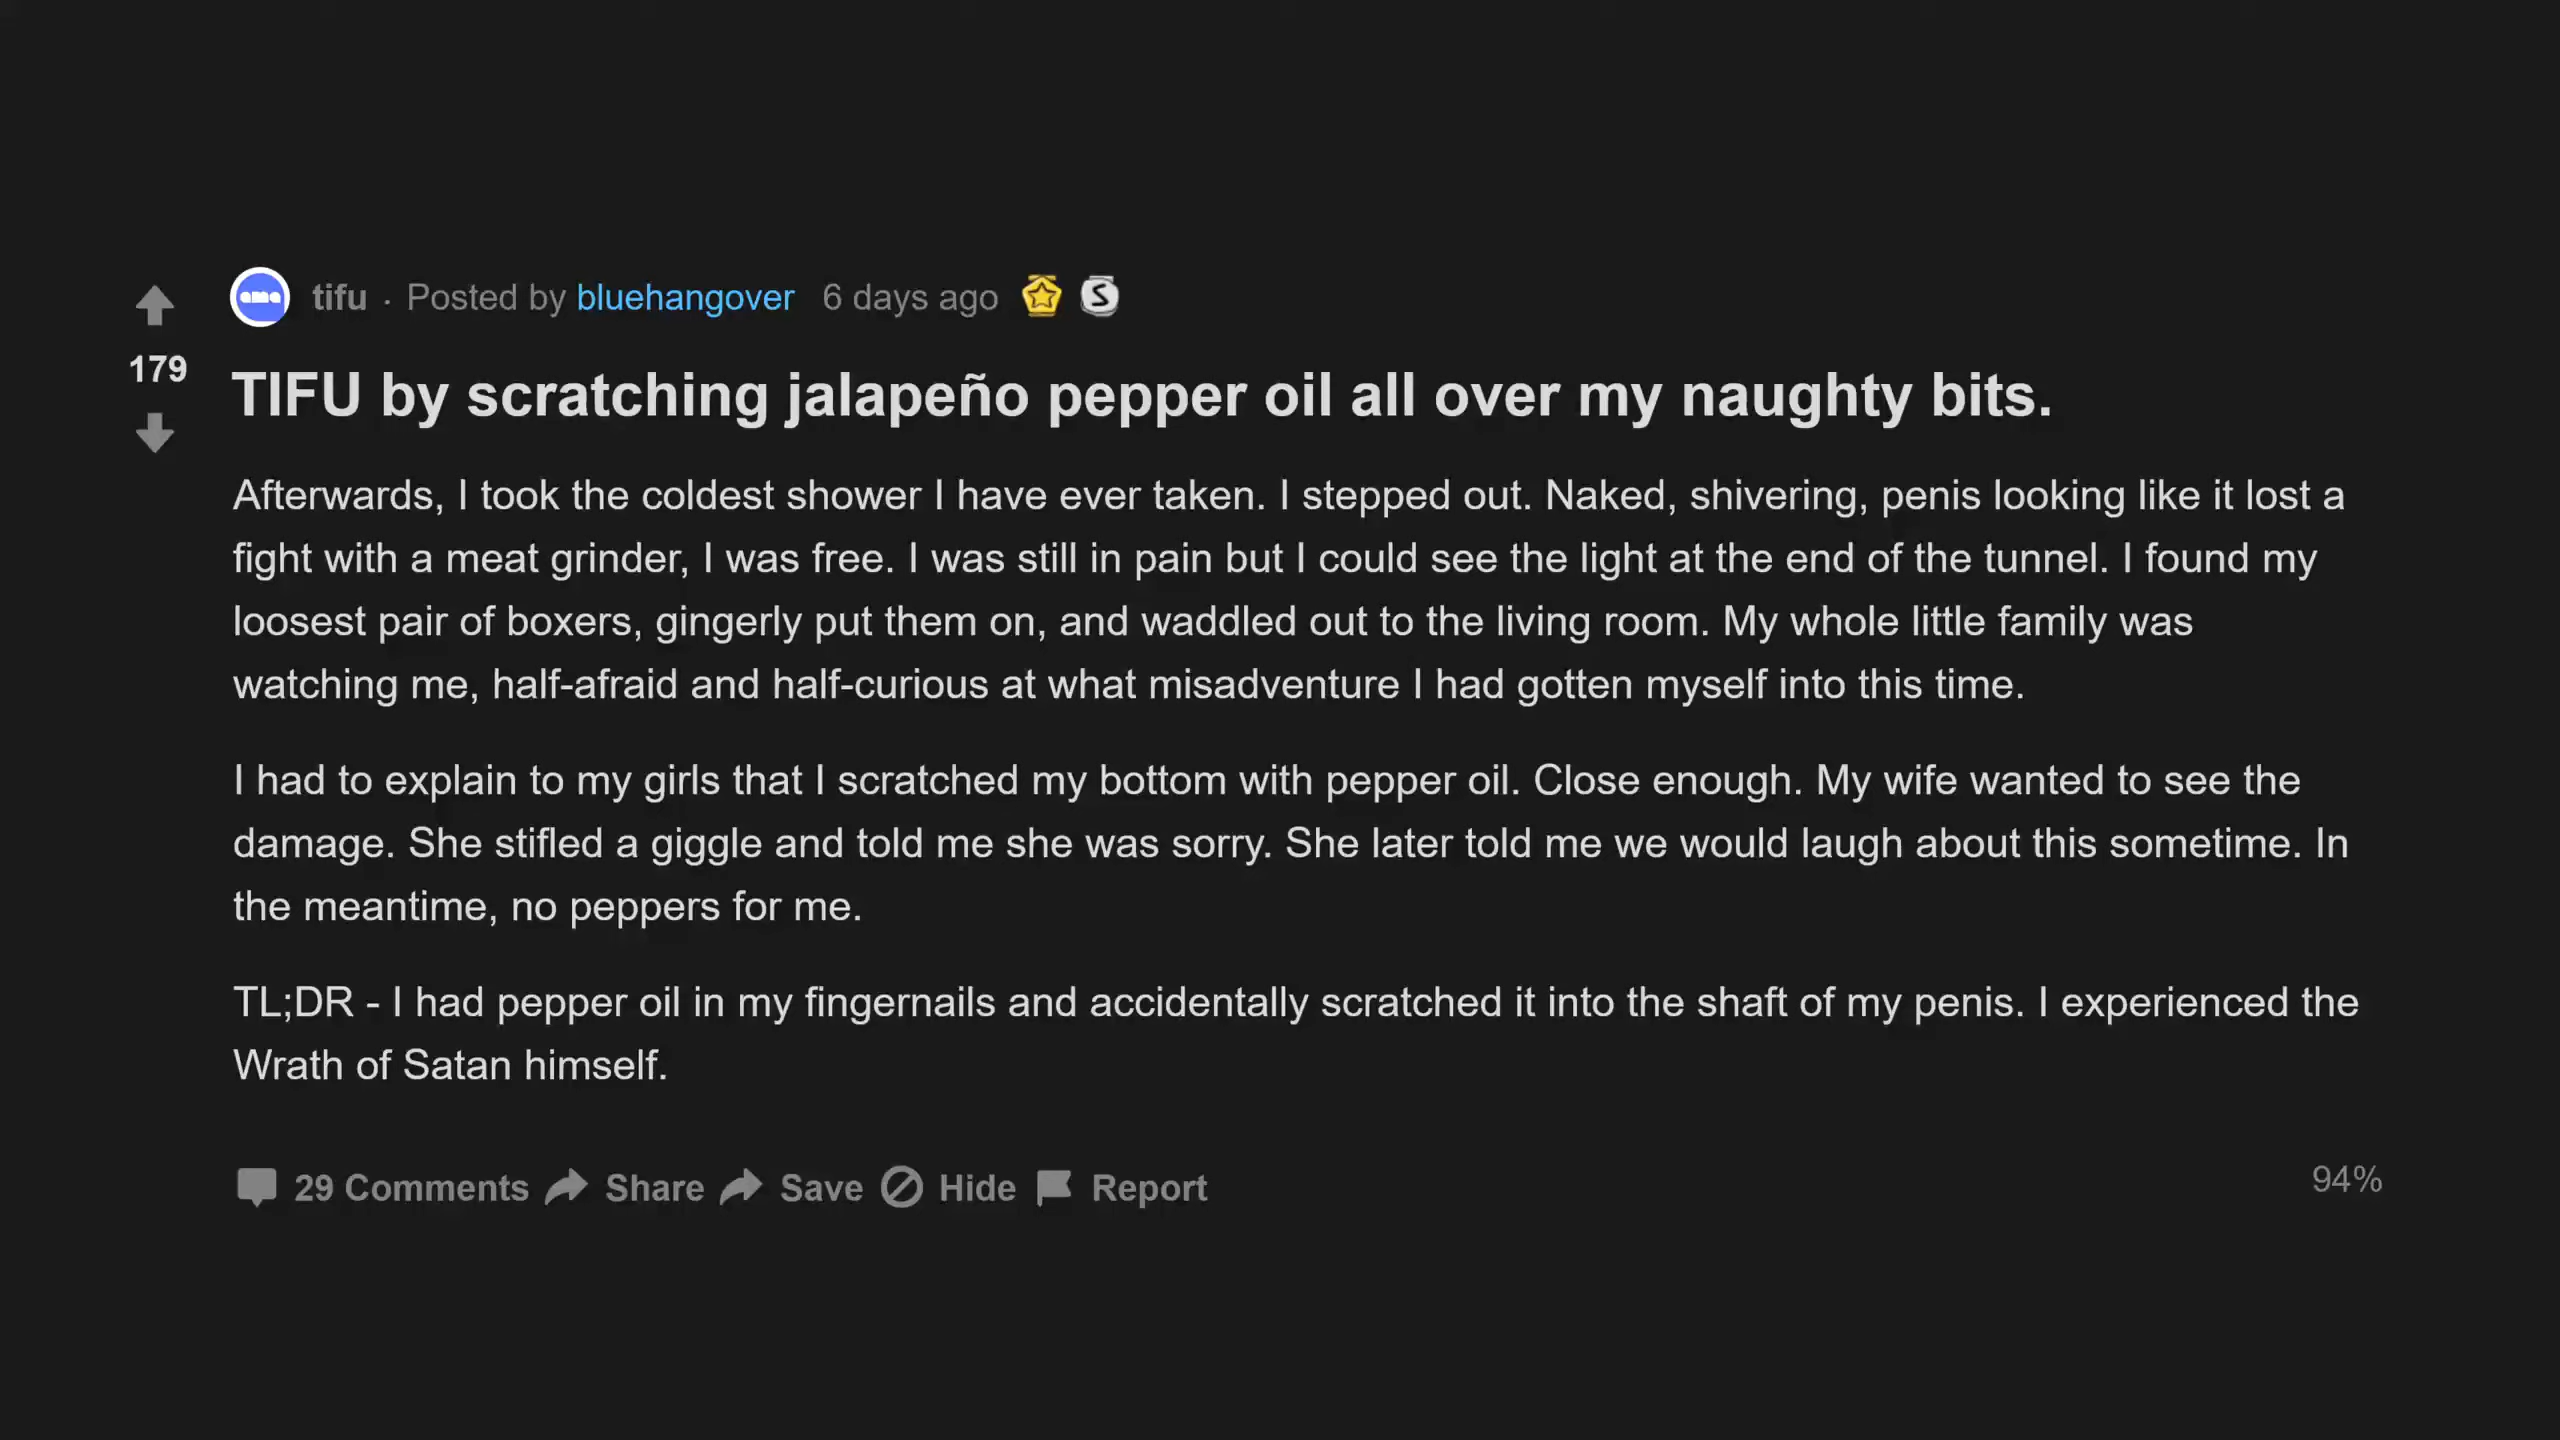 179
ama
tifu · Posted by bluehangover 6 days ago
S
TIFU by scratching jalapeño pepper oil all over my naughty bits.
Afterwards, I took the coldest shower I have ever taken. I stepped out. Naked, shivering, penis looking like it lost a
fight with a meat grinder, I was free. I was still in pain but I could see the light at the end of the tunnel. I found my
loosest pair of boxers, gingerly put them on, and waddled out to the living room. My whole little family was
watching me, half-afraid and half-curious at what misadventure I had gotten myself into this time.
I had to explain to my girls that I scratched my bottom with pepper oil. Close enough. My wife wanted to see the
damage. She stifled a giggle and told me she was sorry. She later told me we would laugh about this sometime. In
the meantime, no peppers for me.
TL;DR - I had pepper oil in my fingernails and accidentally scratched it into the shaft of my penis. I experienced the
Wrath of Satan himself.
29 Comments Share Save Hide Report
94%